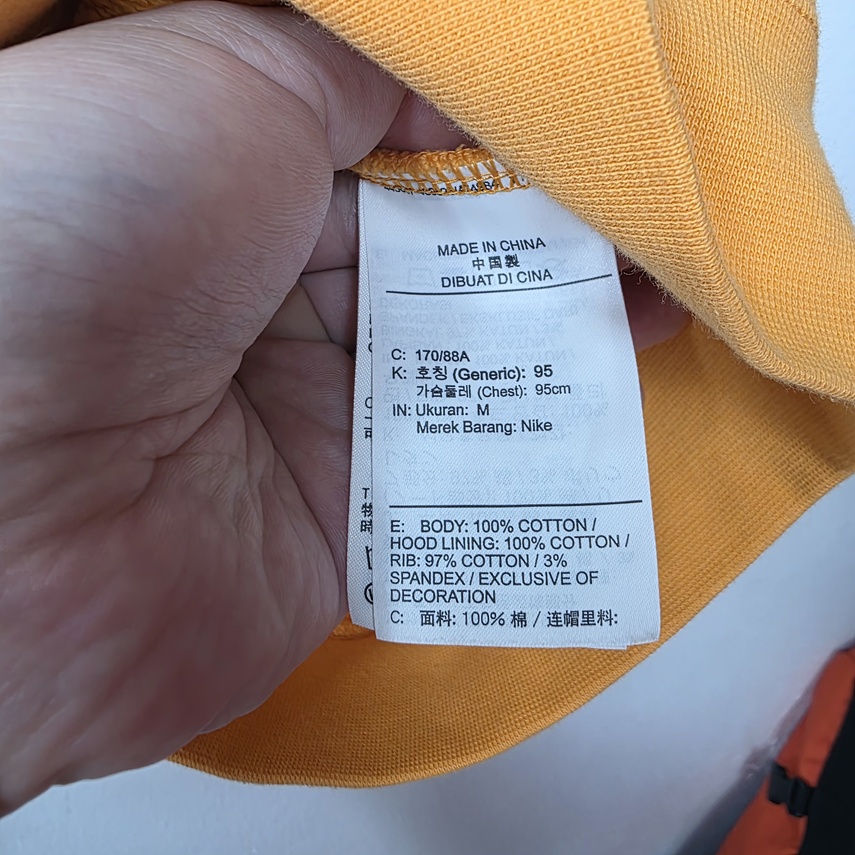 MADE IN CHINA
中国製
DIBUAT DI CINA
C: 170/88A
K: 호칭 (Generic): 95
가슴둘레 (Chest): 95cm
IN: Ukuran: M
Merek Barang: Nike
E: BODY: 100% COTTON /
HOOD LINING: 100% COTTON /
RIB: 97% COTTON / 3%
SPANDEX / EXCLUSIVE OF
DECORATION
C: 面料: 100% 棉 / 连帽里料: